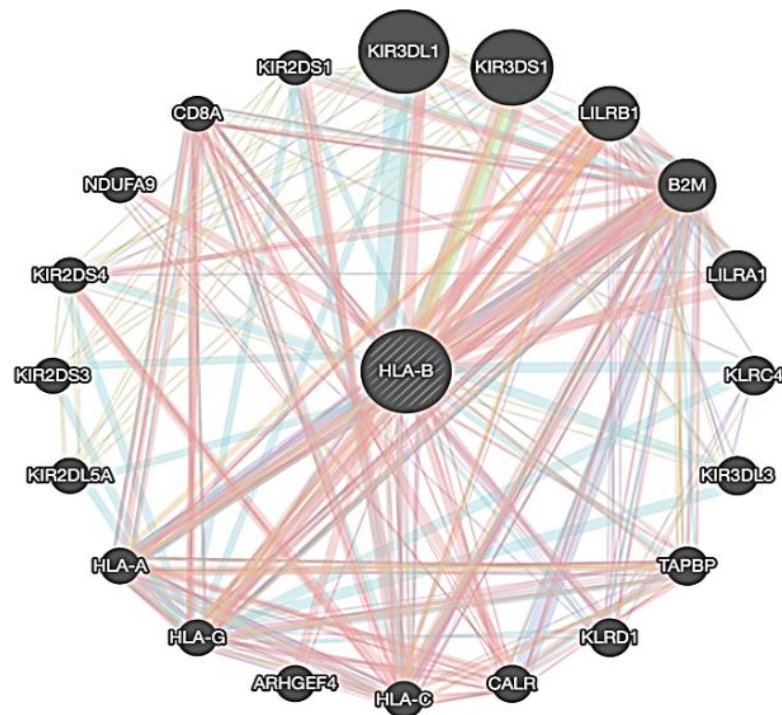 KIR3DL1
KIR2DS1
KIR3DS1
CD8A
LILRB1
NDUFA9
B2M
KIR2DS4
LILRA1
HLA-B
KIR2DS3
KLRC4
KIR2DL5A
KIR3DL3
HLA-A
TAPBP
HLA-G
KLRD1
ARHGEF4
CALR
HLA-C